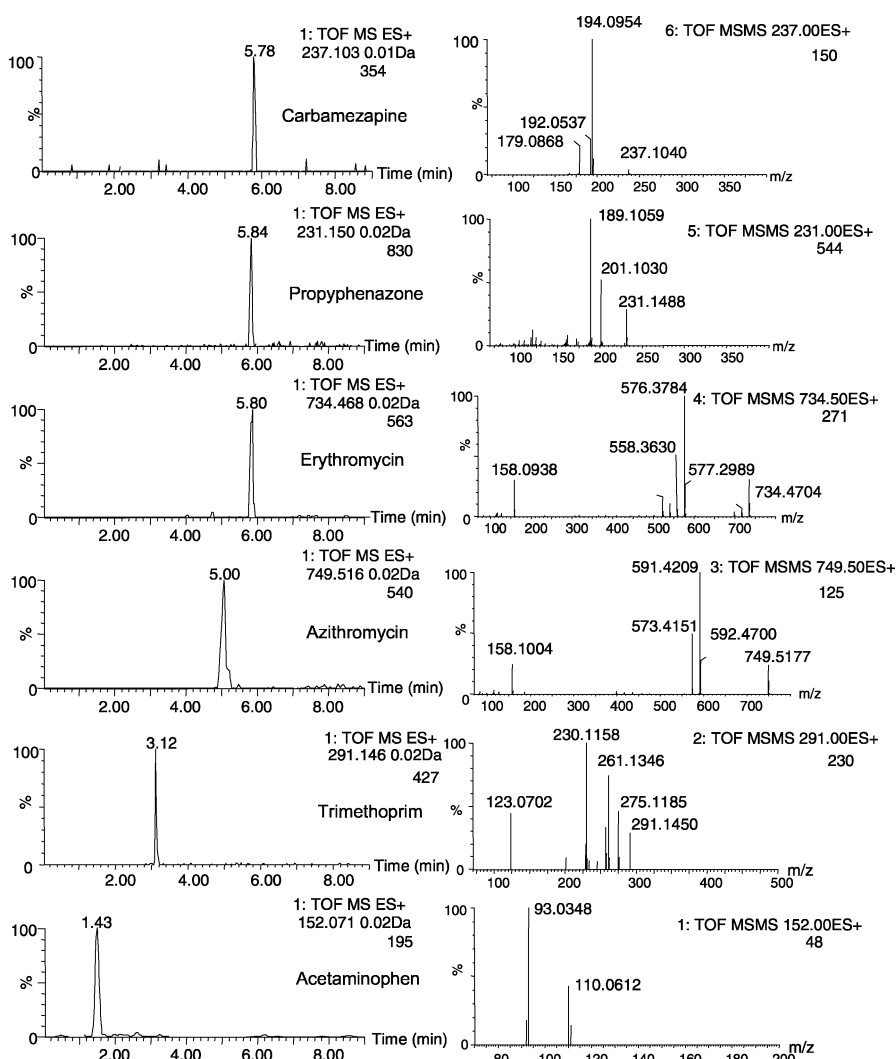 1: TOF MS ES+
237.103 0.01Da
354
5.78
100
%
0
Carbamezapine
2.00 4.00 6.00 8.00 Time (min)
6: TOF MSMS 237.00ES+
150
194.0954
100
%
0
192.0537
179.0868
237.1040
100 150 200 250 300 350 m/z
1: TOF MS ES+
231.150 0.02Da
830
5.84
100
%
0
Propyphenazone
2.00 4.00 6.00 8.00 Time (min)
5: TOF MSMS 231.00ES+
544
189.1059
100
%
0
201.1030
231.1488
100 150 200 250 300 350 m/z
1: TOF MS ES+
734.468 0.02Da
563
5.80
100
%
0
Erythromycin
2.00 4.00 6.00 8.00 Time (min)
4: TOF MSMS 734.50ES+
271
576.3784
100
%
0
558.3630
577.2989
158.0938
734.4704
100 200 300 400 500 600 700 m/z
1: TOF MS ES+
749.516 0.02Da
540
5.00
100
%
0
Azithromycin
2.00 4.00 6.00 8.00 Time (min)
3: TOF MSMS 749.50ES+
125
591.4209
100
%
0
573.4151
592.4700
158.1004
749.5177
100 200 300 400 500 600 700 m/z
1: TOF MS ES+
291.146 0.02Da
427
3.12
100
%
0
Trimethoprim
2.00 4.00 6.00 8.00 Time (min)
2: TOF MSMS 291.00ES+
230
230.1158
100
%
0
261.1346
123.0702
275.1185
291.1450
100 200 300 400 500 m/z
1: TOF MS ES+
152.071 0.02Da
195
1.43
100
%
0
Acetaminophen
2.00 4.00 6.00 8.00 Time (min)
1: TOF MSMS 152.00ES+
48
93.0348
100
%
0
110.0612
80 100 120 140 160 180 200 m/z